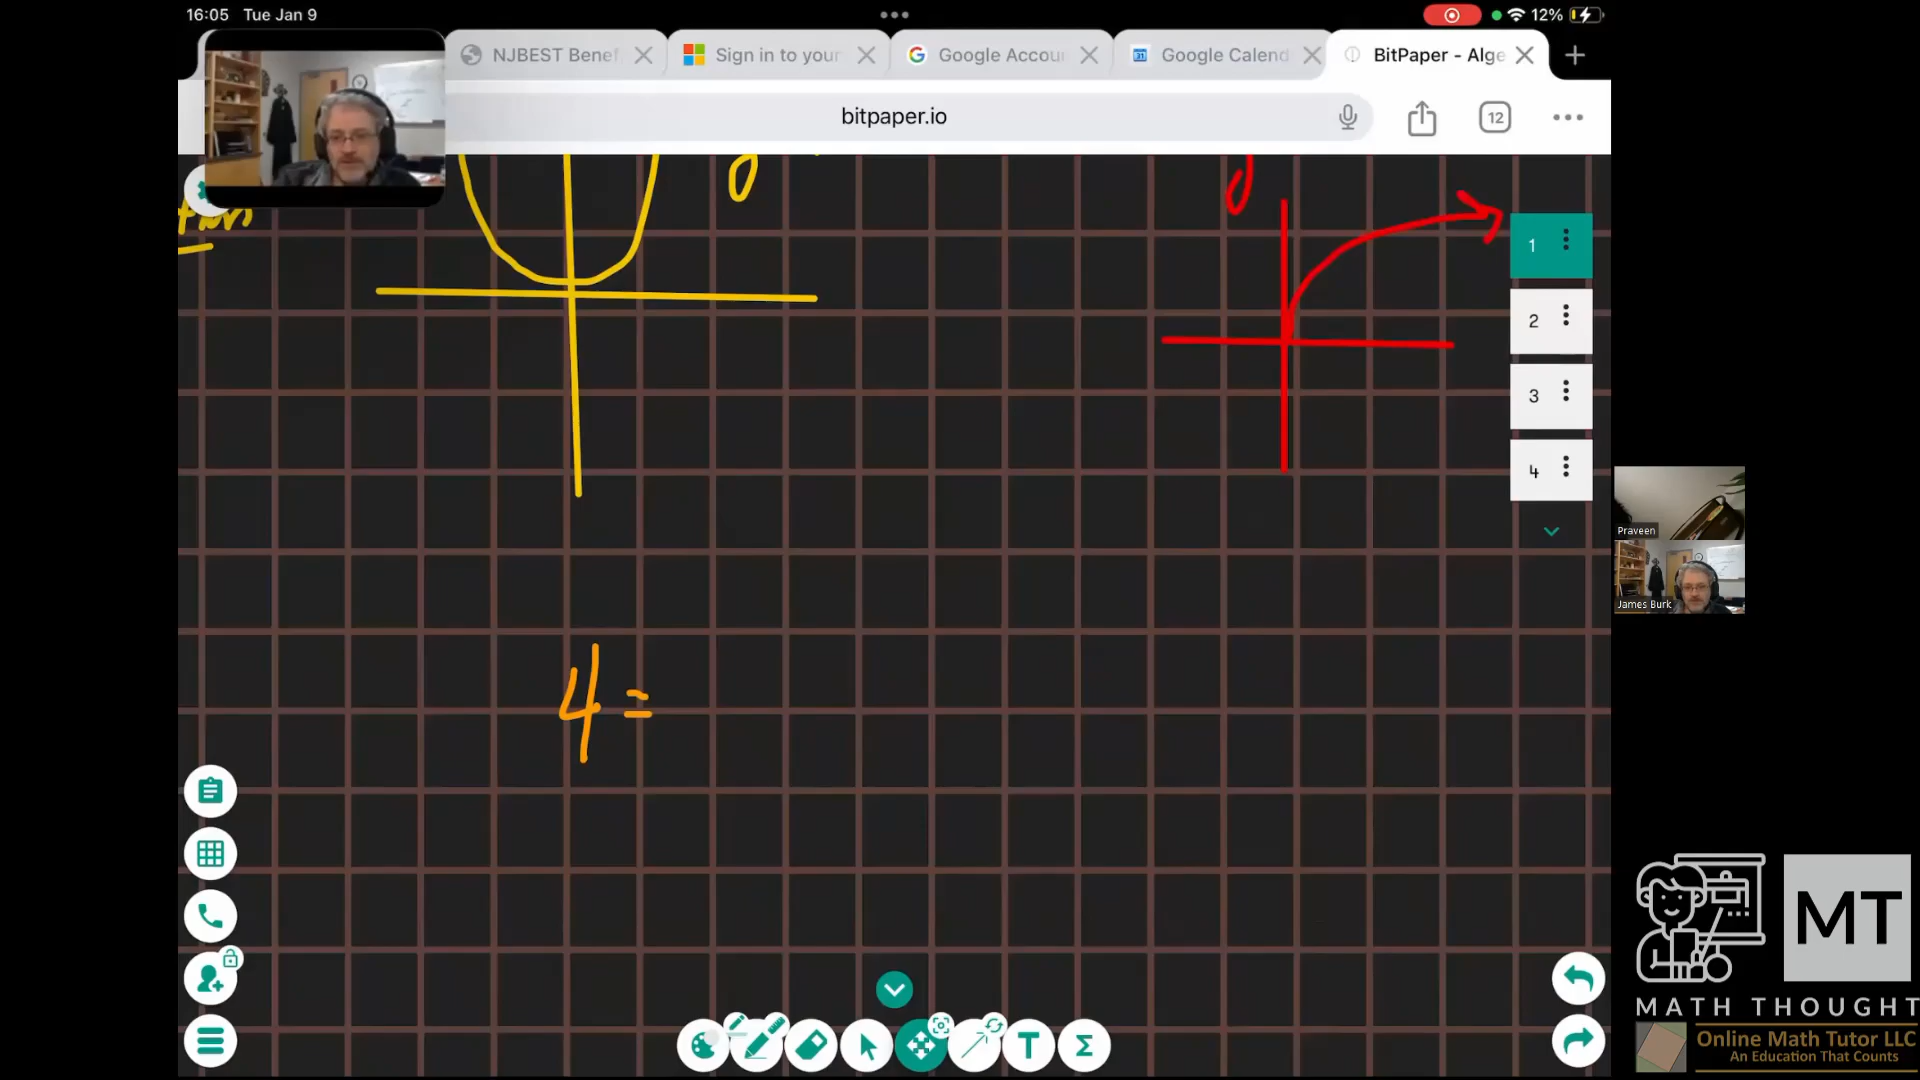 16:05 Tue Jan 9
12%
NJBEST Benef
Sign in to your
Google Accou
Google Calend
BitPaper - Alge
bitpaper.io
12
1
2
3
4
4 =
Praveen
James Burk
T
Σ
MT
MATH THOUGHT
Online Math Tutor LLC
An Education That Counts